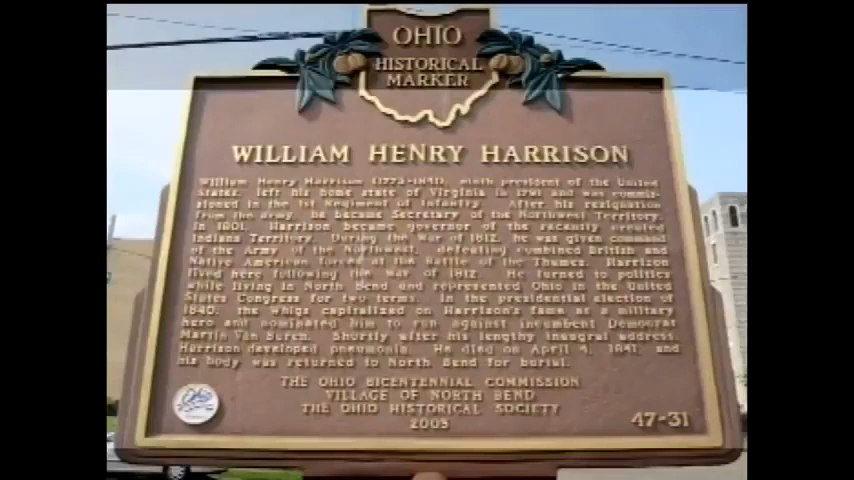 OHIO
HISTORICAL
MARKER
WILLIAM HENRY HARRISON
William Henry Harrison (1773-1841), ninth president of the United
States, left his home state of Virginia in 1791 and was commis-
sioned in the 1st Regiment of Infantry. After his resignation
from the army, he became Secretary of the Northwest Territory.
In 1801, Harrison became governor of the recently created
Indiana Territory. During the War of 1812, he was given command
of the Army of the Northwest, defeating combined British and
Native American forces at the Battle of the Thames. Harrison
lived here following the War of 1812. He turned to politics
while living in North Bend and represented Ohio in the United
States Congress for two terms. In the presidential election of
1840, the whigs capitalized on Harrison's fame as a military
hero and nominated him to run against incumbent Democrat
Martin Van Buren. Shortly after his lengthy inaugural address,
Harrison developed pneumonia. He died on April 4, 1841, and
his body was returned to North Bend for burial.
THE OHIO BICENTENNIAL COMMISSION
VILLAGE OF NORTH BEND
THE OHIO HISTORICAL SOCIETY
2003
47-31
Ohio